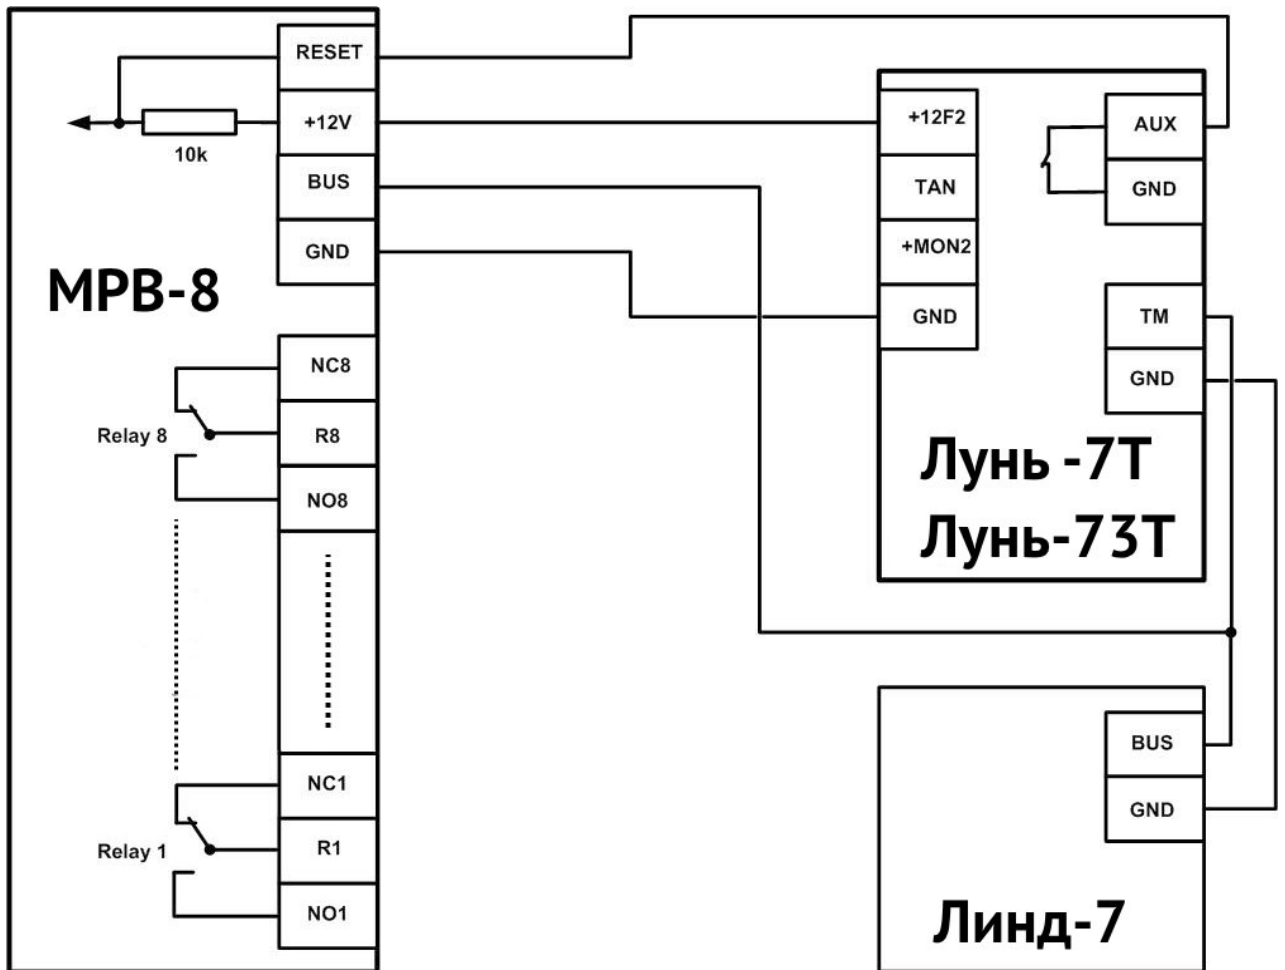 RESET
+12V
10k
BUS
GND
МРВ-8
NC8
Relay 8
R8
NO8
NC1
Relay 1
R1
NO1
+12F2
TAN
+MON2
GND
AUX
GND
TM
GND
Лунь -7Т
Лунь-73Т
BUS
GND
Линд-7